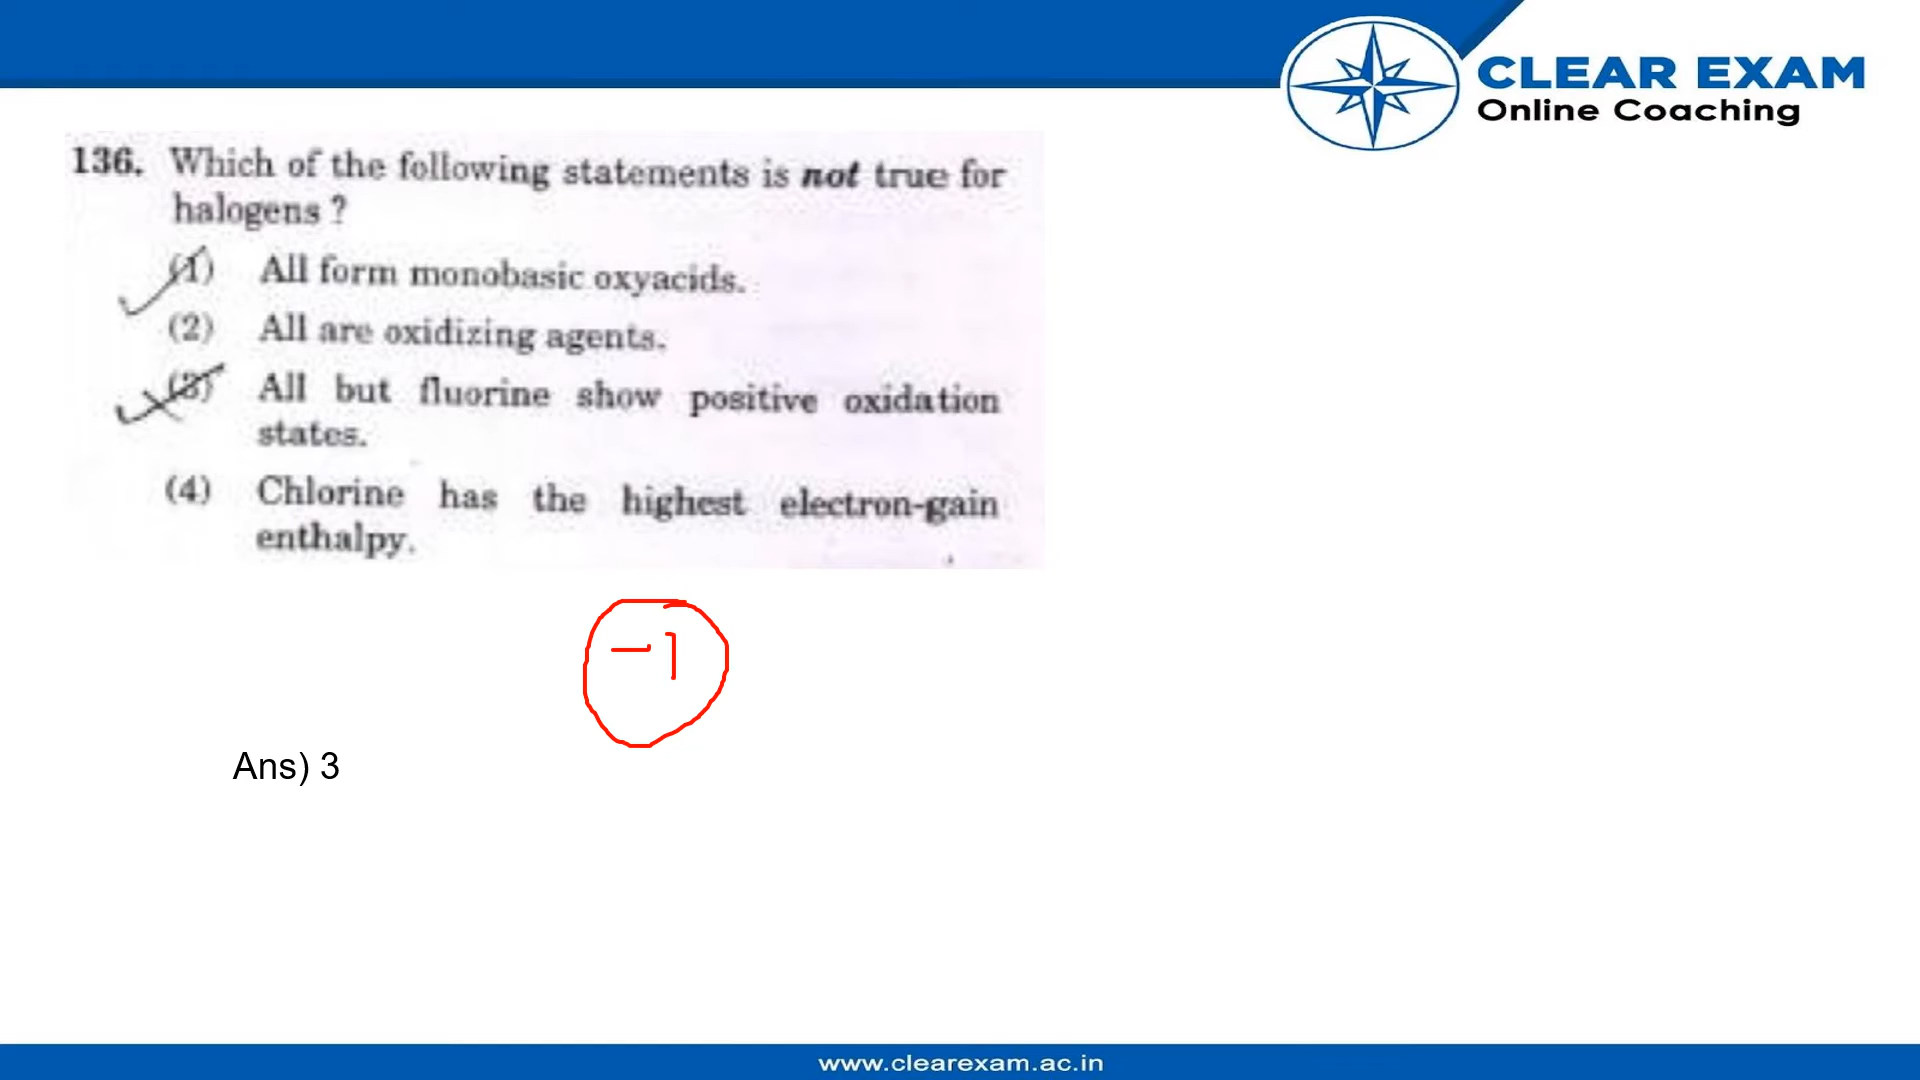 CLEAR EXAM
Online Coaching
136. Which of the following statements is not true for
halogens ?
(1) All form monobasic oxyacids.
(2) All are oxidizing agents.
(3) All but fluorine show positive oxidation
states.
(4) Chlorine has the highest electron-gain
enthalpy.
-1
Ans) 3
www.clearexam.ac.in